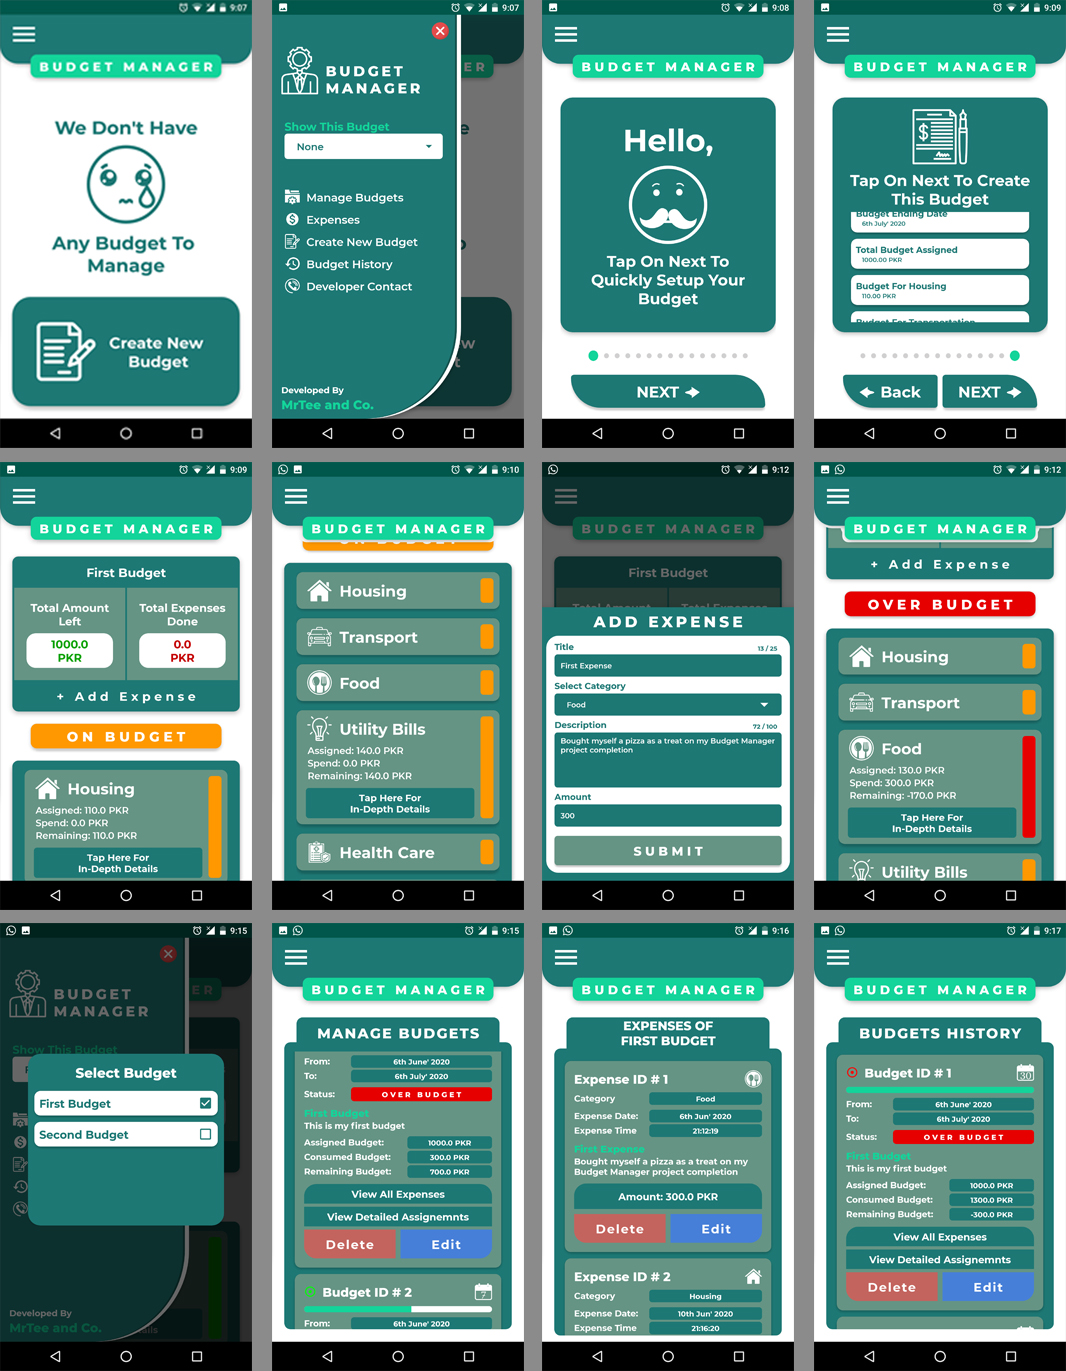 9:07
BUDGET MANAGER
We Don't Have
Any Budget To
Manage
Create New
Budget
9:07
BUDGET
MANAGER
Show This Budget
None
Manage Budgets
Expenses
Create New Budget
Budget History
Developer Contact
Developed By
MrTee and Co.
ER
e
o
w
t
9:08
BUDGET MANAGER
Hello,
Tap On Next To
Quickly Setup Your
Budget
NEXT
9:09
BUDGET MANAGER
$
Tap On Next To Create
This Budget
Budget Ending Date
6th July' 2020
Total Budget Assigned
1000.00 PKR
Budget For Housing
110.00 PKR
Budget For Transportation
Back
NEXT
9:09
BUDGET MANAGER
First Budget
Total Amount
Left
Total Expenses
Done
1000.0
PKR
0.0
PKR
+ Add Expense
ON BUDGET
Housing
Assigned: 110.0 PKR
Spend: 0.0 PKR
Remaining: 110.0 PKR
Tap Here For
In-Depth Details
9:10
BUDGET MANAGER
ON BUDGET
Housing
Transport
Food
Utility Bills
Assigned: 140.0 PKR
Spend: 0.0 PKR
Remaining: 140.0 PKR
Tap Here For
In-Depth Details
Health Care
9:12
BUDGET MANAGER
First Budget
Total Amount
Total Expenses
ADD EXPENSE
Title
13 / 25
First Expense
Select Category
Food
Description
72 / 100
Bought myself a pizza as a treat on my Budget Manager
project completion
Amount
300
SUBMIT
9:12
BUDGET MANAGER
+ Add Expense
OVER BUDGET
Housing
Transport
Food
Assigned: 130.0 PKR
Spend: 300.0 PKR
Remaining: -170.0 PKR
Tap Here For
In-Depth Details
Utility Bills
9:15
BUDGET
MANAGER
ER
Show This Budget
F
Select Budget
First Budget
Second Budget
Developed By
MrTee and Co.
ails
9:15
BUDGET MANAGER
MANAGE BUDGETS
From:
6th June' 2020
To:
6th July' 2020
Status:
OVER BUDGET
First Budget
This is my first budget
Assigned Budget:
1000.0 PKR
Consumed Budget:
300.0 PKR
Remaining Budget:
700.0 PKR
View All Expenses
View Detailed Assignemnts
Delete
Edit
Budget ID # 2
7
From:
6th June' 2020
9:16
BUDGET MANAGER
EXPENSES OF
FIRST BUDGET
Expense ID # 1
Category
Food
Expense Date:
6th Jun' 2020
Expense Time
21:12:19
First Expense
Bought myself a pizza as a treat on my
Budget Manager project completion
Amount: 300.0 PKR
Delete
Edit
Expense ID # 2
Category
Housing
Expense Date:
10th Jun' 2020
Expense Time
21:16:20
9:17
BUDGET MANAGER
BUDGETS HISTORY
Budget ID # 1
30
From:
6th June' 2020
To:
6th July' 2020
Status:
OVER BUDGET
First Budget
This is my first budget
Assigned Budget:
1000.0 PKR
Consumed Budget:
1300.0 PKR
Remaining Budget:
-300.0 PKR
View All Expenses
View Detailed Assignemnts
Delete
Edit